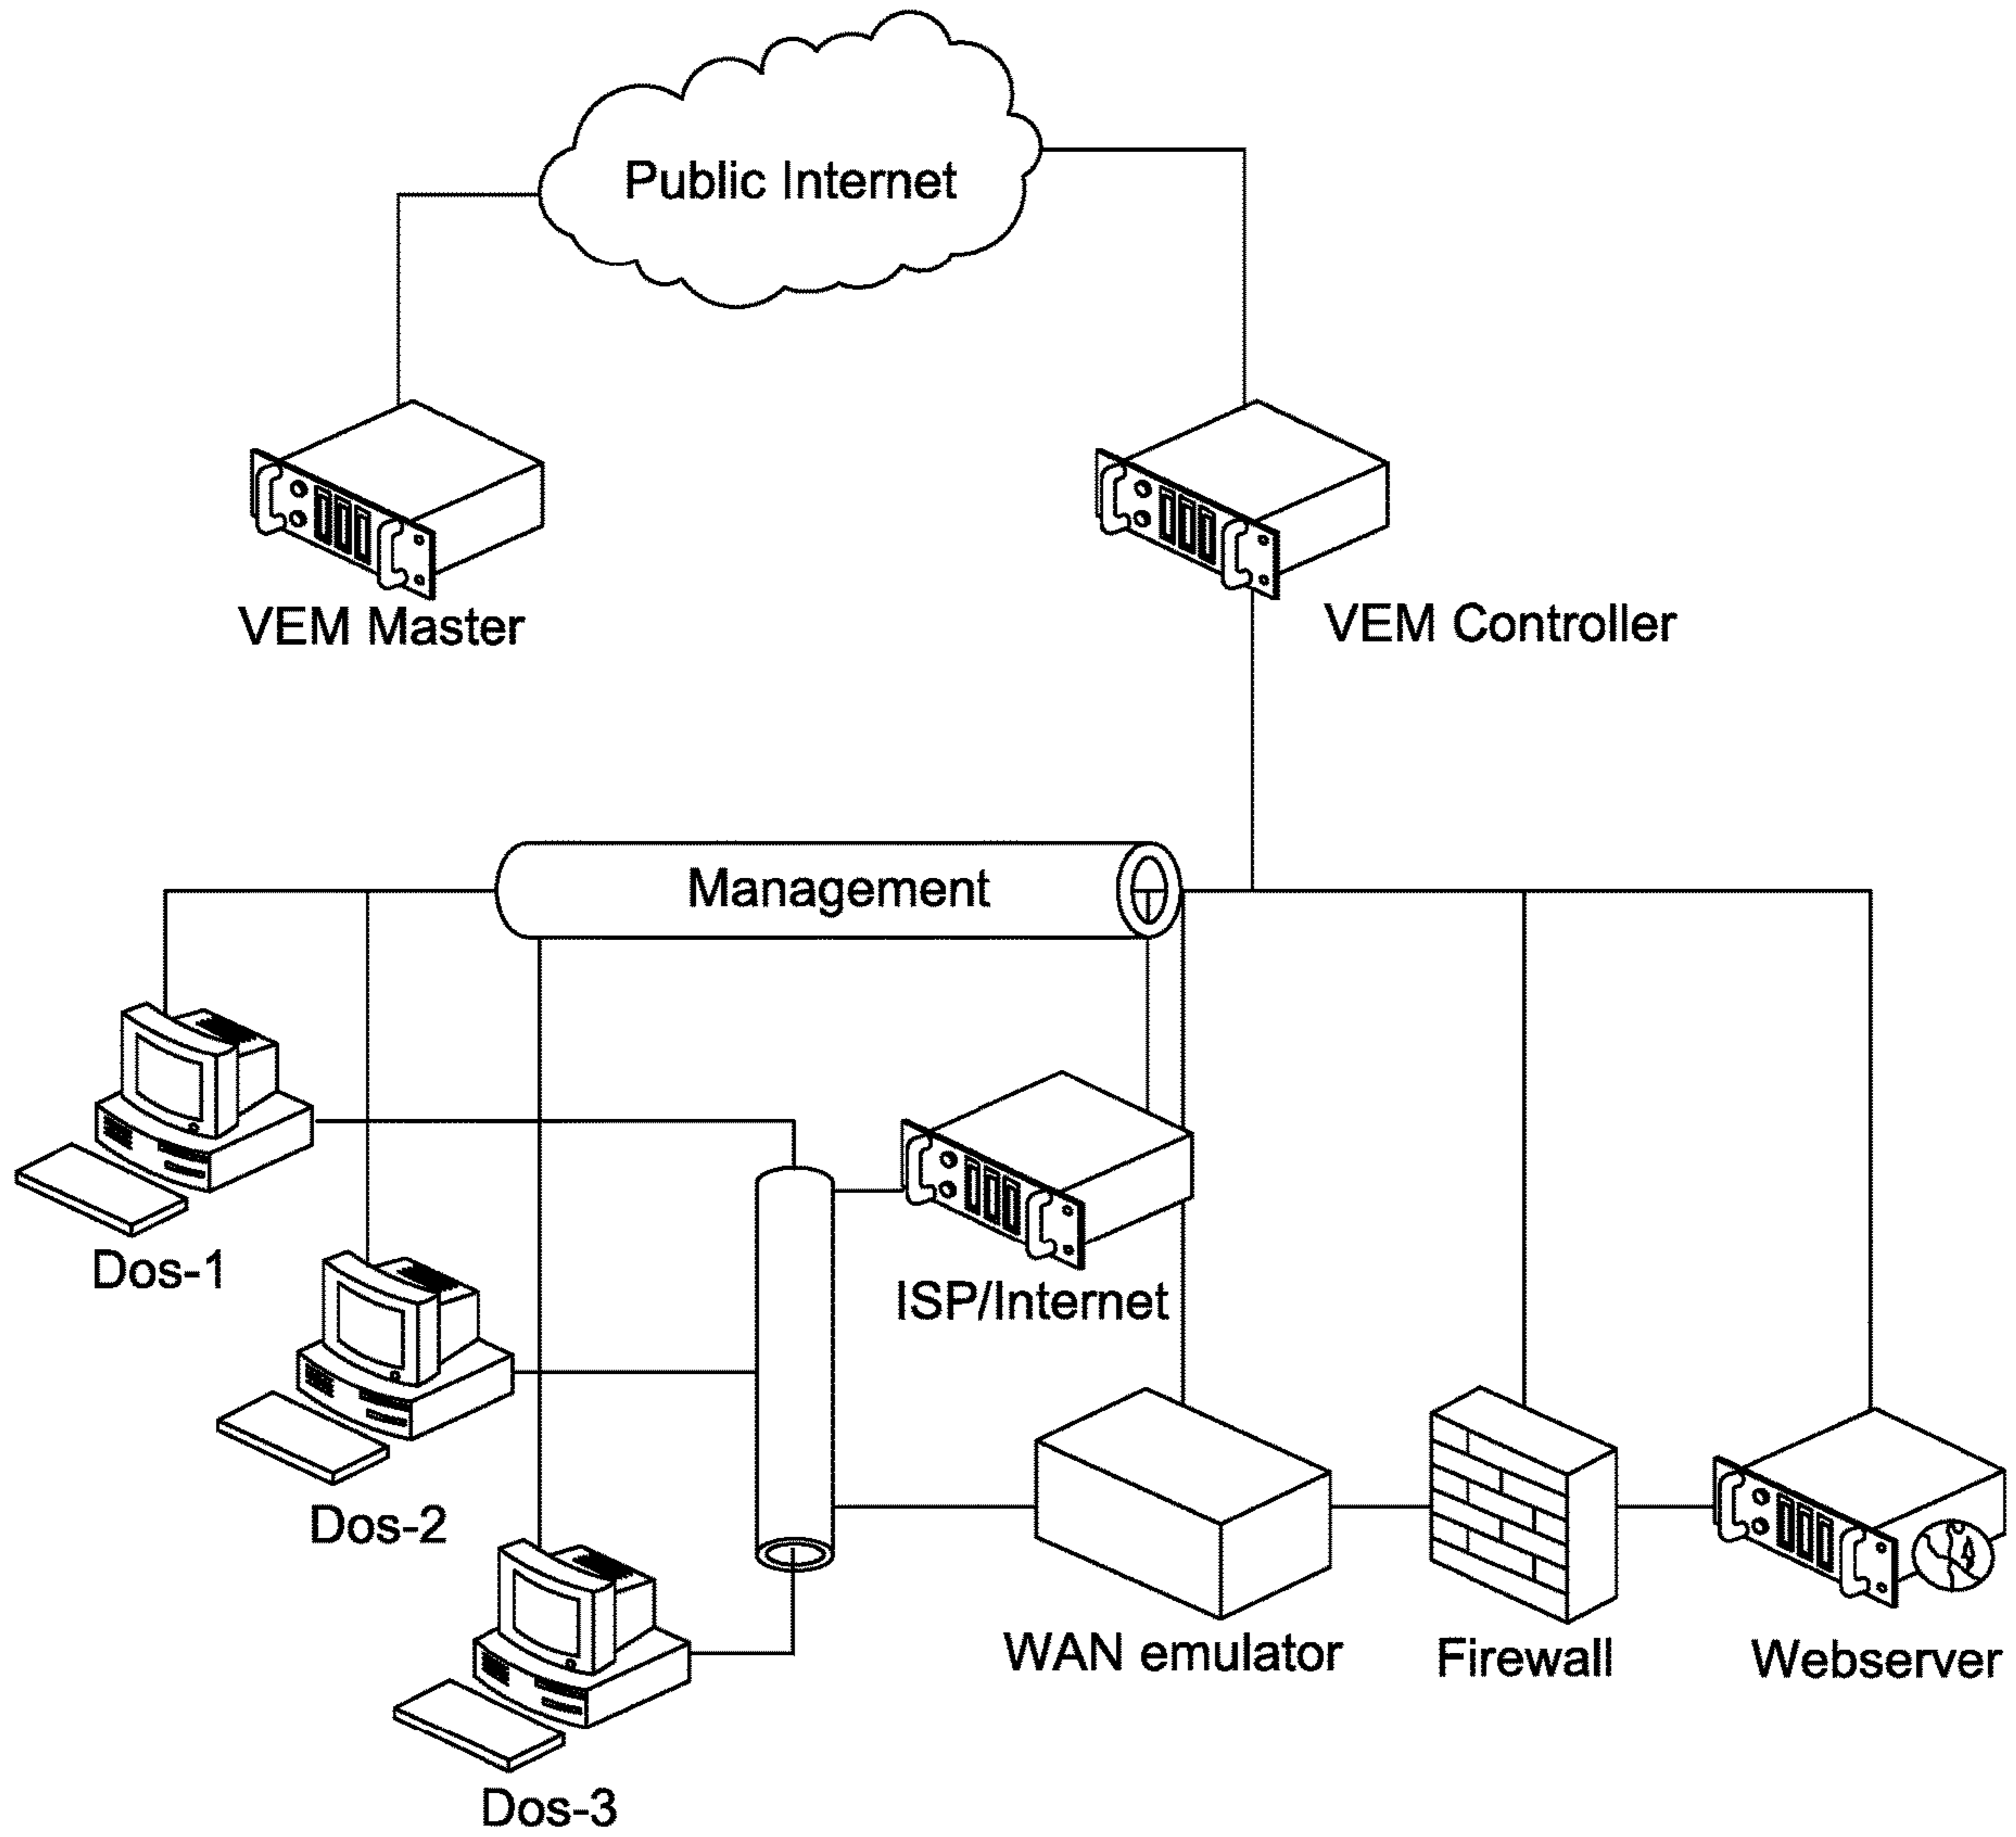 Public Internet
VEM Master
VEM Controller
Management
Dos-1
ISP/Internet
Dos-2
WAN emulator
Firewall
Webserver
Dos-3